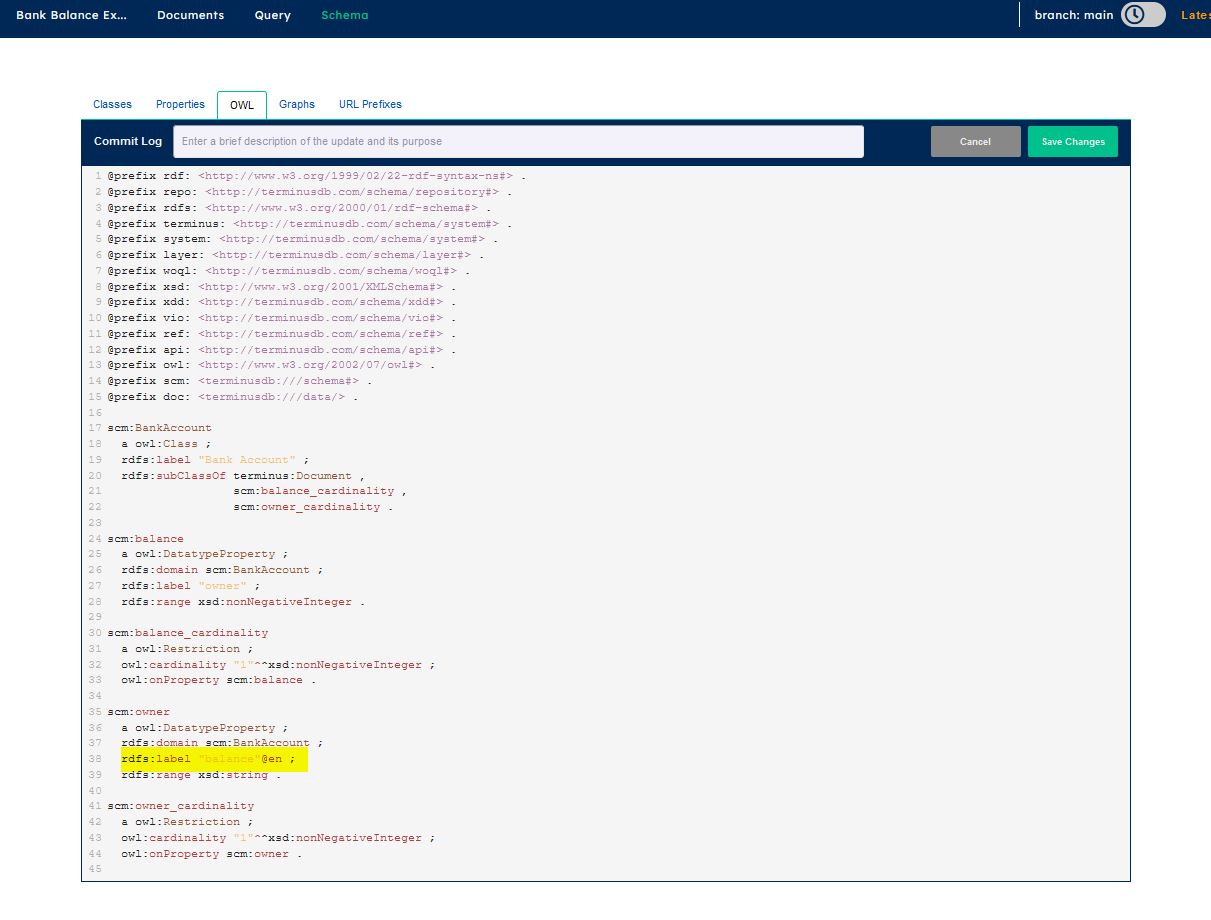 Bank Balance Ex... Documents Query Schema branch: main Lates
Classes Properties OWL Graphs URL Prefixes
Commit Log Enter a brief description of the update and its purpose Cancel Save Changes
1 @prefix rdf: <http://www.w3.org/1999/02/22-rdf-syntax-ns#> .
2 @prefix repo: <http://terminusdb.com/schema/repository#> .
3 @prefix rdfs: <http://www.w3.org/2000/01/rdf-schema#> .
4 @prefix terminus: <http://terminusdb.com/schema/system#> .
5 @prefix system: <http://terminusdb.com/schema/system#> .
6 @prefix layer: <http://terminusdb.com/schema/layer#> .
7 @prefix woql: <http://terminusdb.com/schema/woql#> .
8 @prefix xsd: <http://www.w3.org/2001/XMLSchema#> .
9 @prefix xdd: <http://terminusdb.com/schema/xdd#> .
10 @prefix vio: <http://terminusdb.com/schema/vio#> .
11 @prefix ref: <http://terminusdb.com/schema/ref#> .
12 @prefix api: <http://terminusdb.com/schema/api#> .
13 @prefix owl: <http://www.w3.org/2002/07/owl#> .
14 @prefix scm: <terminusdb:///schema#> .
15 @prefix doc: <terminusdb:///data/> .
16
17 scm:BankAccount
18 a owl:Class ;
19 rdfs:label "Bank Account" ;
20 rdfs:subClassOf terminus:Document ,
21 scm:balance_cardinality ,
22 scm:owner_cardinality .
23
24 scm:balance
25 a owl:DatatypeProperty ;
26 rdfs:domain scm:BankAccount ;
27 rdfs:label "owner" ;
28 rdfs:range xsd:nonNegativeInteger .
29
30 scm:balance_cardinality
31 a owl:Restriction ;
32 owl:cardinality "1"^^xsd:nonNegativeInteger ;
33 owl:onProperty scm:balance .
34
35 scm:owner
36 a owl:DatatypeProperty ;
37 rdfs:domain scm:BankAccount ;
38 rdfs:label "balance"@en ;
39 rdfs:range xsd:string .
40
41 scm:owner_cardinality
42 a owl:Restriction ;
43 owl:cardinality "1"^^xsd:nonNegativeInteger ;
44 owl:onProperty scm:owner .
45